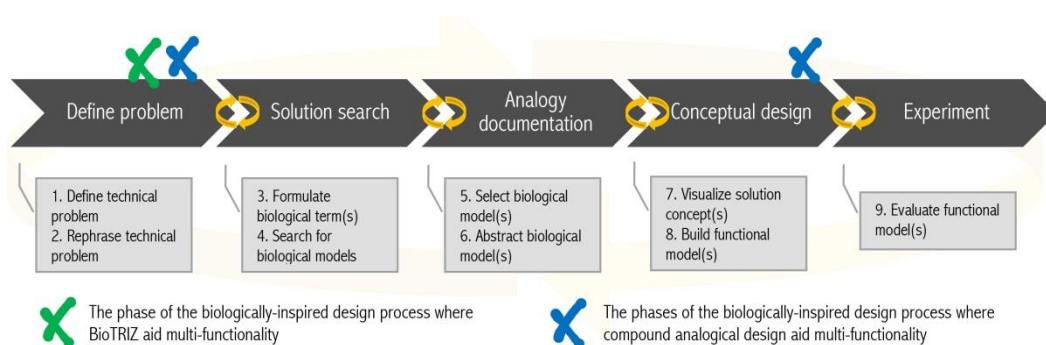 Define problem
Solution search
Analogy
documentation
Conceptual design
Experiment
1. Define technical
problem
2. Rephrase technical
problem
3. Formulate
biological term(s)
4. Search for
biological models
5. Select biological
model(s)
6. Abstract biological
model(s)
7. Visualize solution
concept(s)
8. Build functional
model(s)
9. Evaluate functional
model(s)
The phase of the biologically-inspired design process where
BioTRIZ aid multi-functionality
The phases of the biologically-inspired design process where
compound analogical design aid multi-functionality